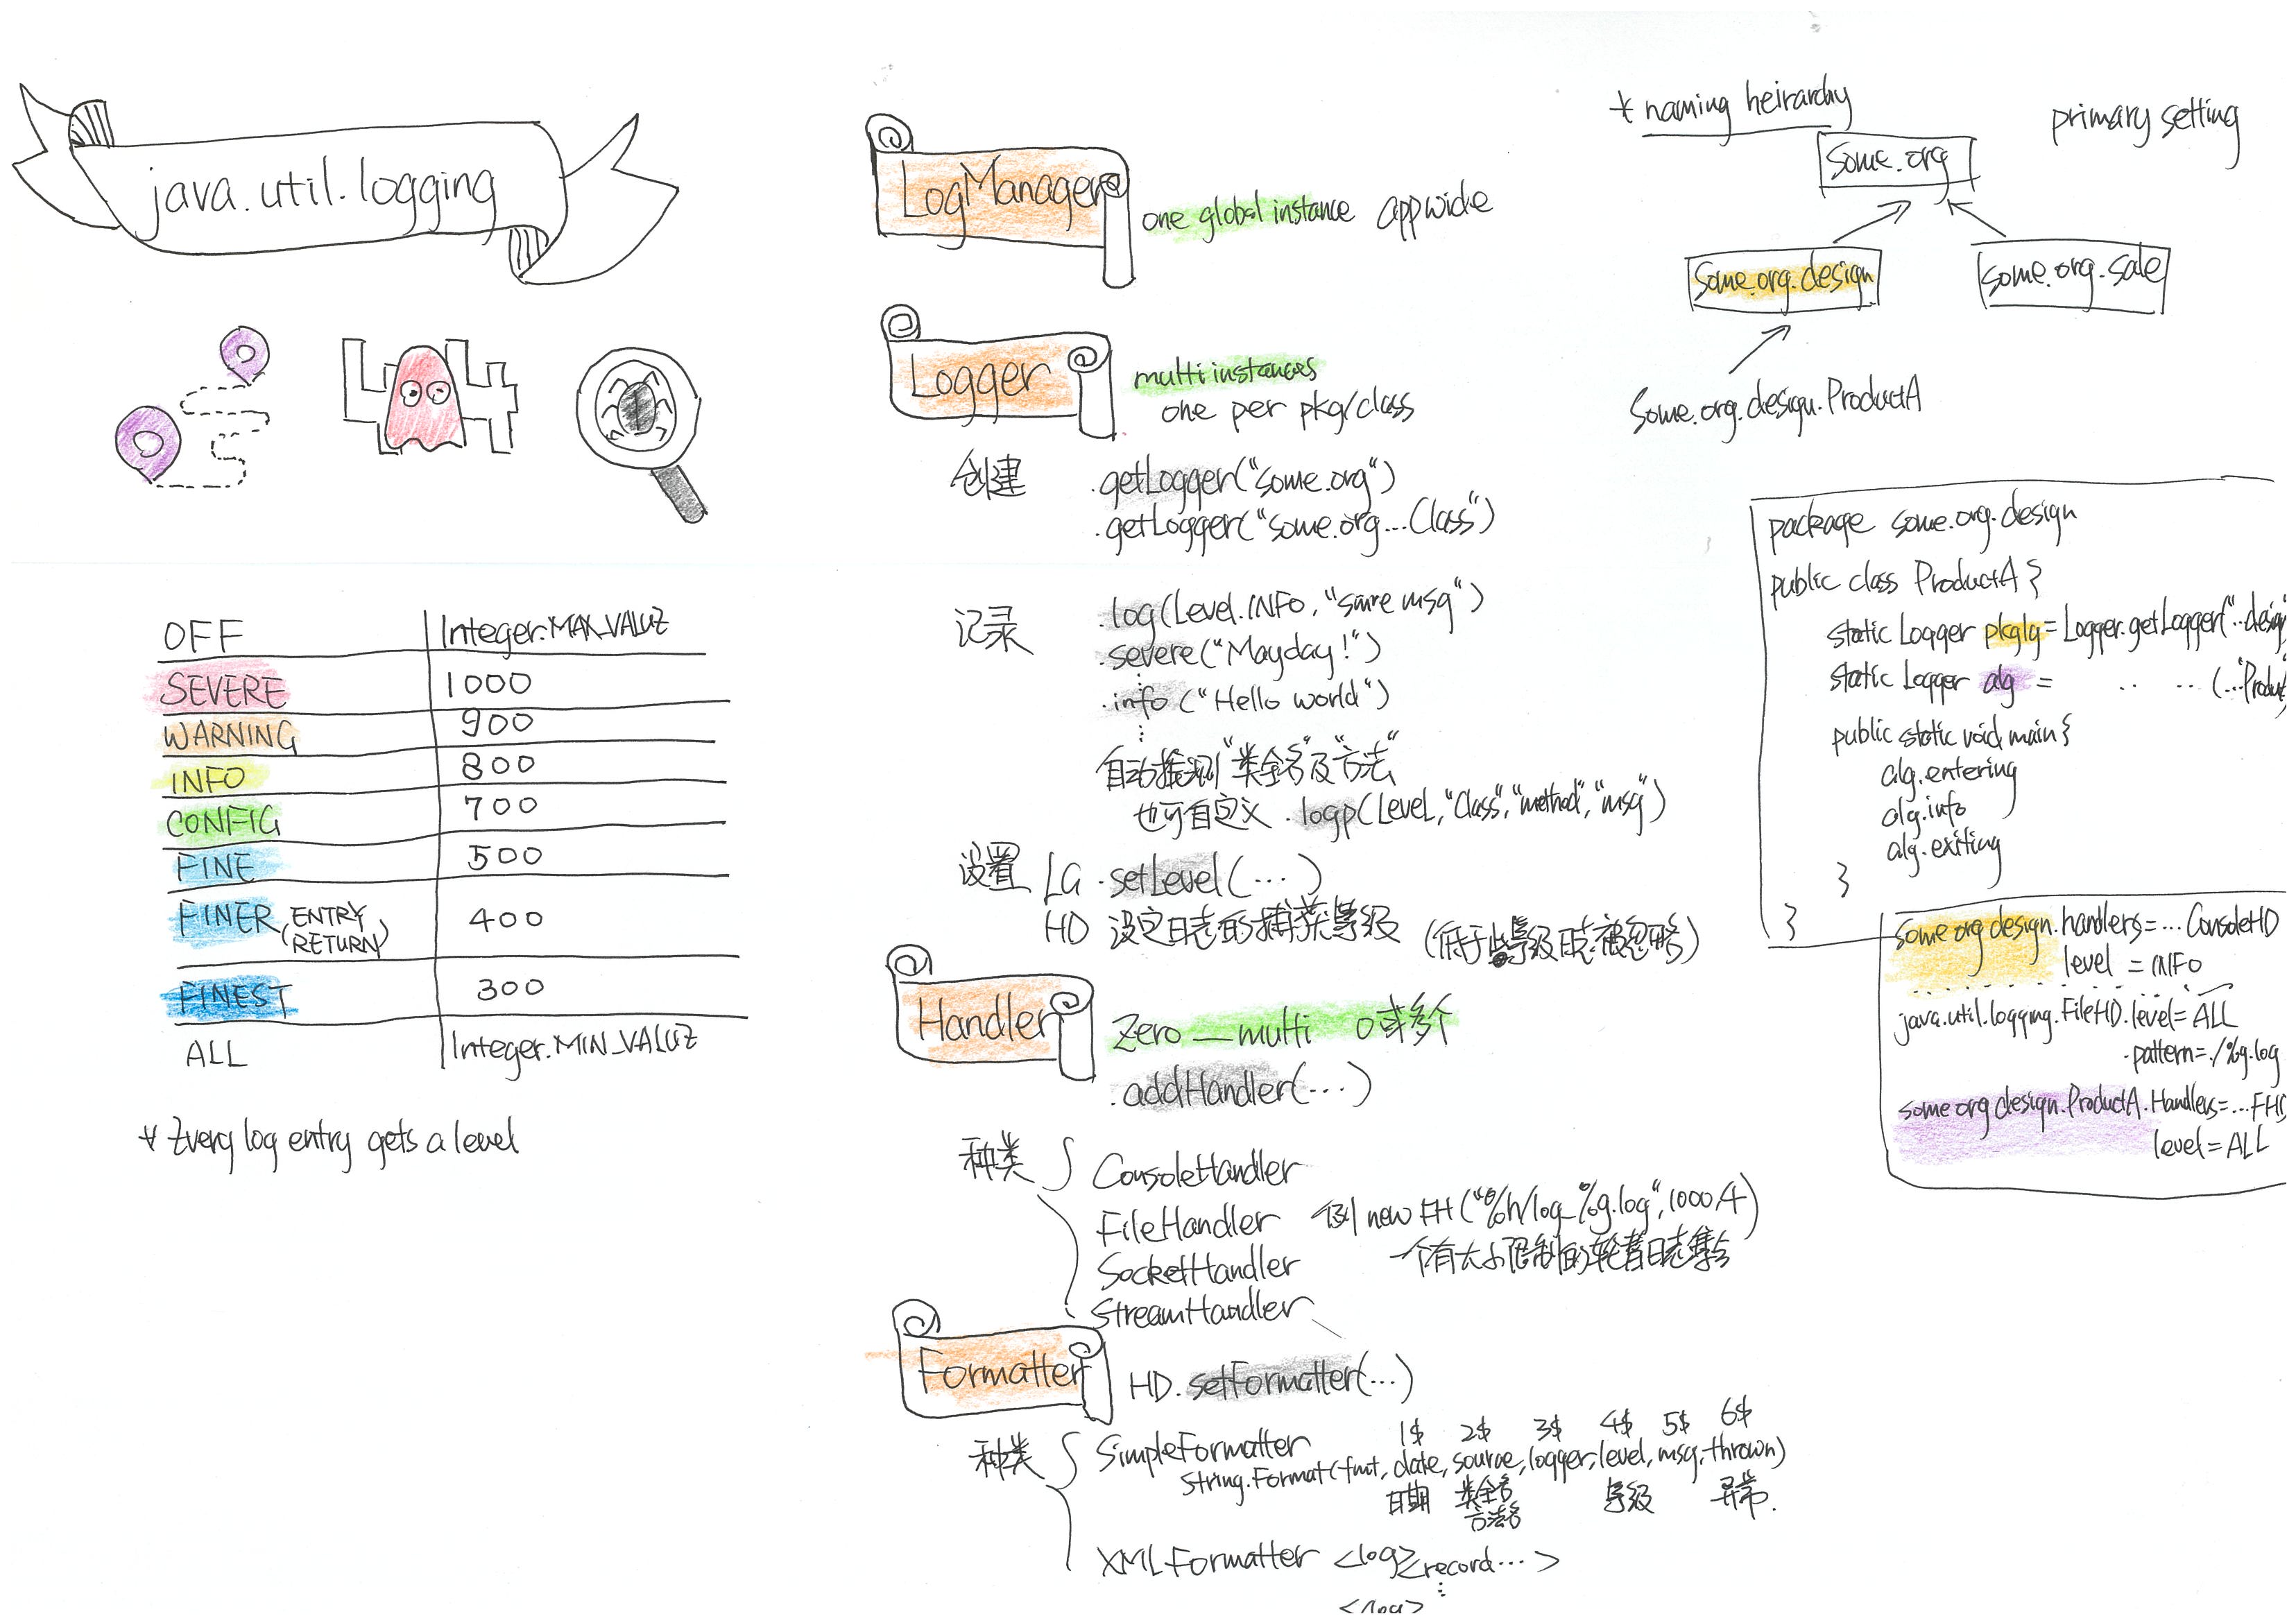 java.util.logging
OFF Integer.MAX_VALUE
SEVERE 1000
WARNING 900
INFO 800
CONFIG 700
FINE 500
FINER (ENTRY RETURN) 400
FINEST 300
ALL Integer.MIN_VALUE
* Every log entry gets a level
LogManager
one global instance appwide
Logger
multi instances
one per pkg/class
创建 .getLogger("some.org")
.getLogger("some.org...Class")
记录 .log(Level.INFO, "some msg")
.severe("Mayday!")
.info("Hello world")
自动推测"类全名"及"方法"
也可自定义 .logp(Level,"Class","method","msg")
设置 LG.setLevel(...)
HD 设定日志的捕获等级 (低于此等级日志被忽略)
Handler
Zero — multi 0或多个
.addHandler(...)
种类 ConsoleHandler
FileHandler 例 new FH("%h/log_%g.log",1000,4)
一个有大小限制的轮替日志集合
SocketHandler
StreamHandler
Formatter
HD.setFormatter(...)
种类 SimpleFormatter
1$ 2$ 3$ 4$ 5$ 6$
String.Format(fmt, date, source, logger, level, msg, thrown)
日期 类全名 等级 异常.
方法名
XMLFormatter <log> <record...>
<log>
* naming heirarchy
primary setting
some.org
some.org.design
some.org.sale
some.org.design.ProductA
package some.org.design
public class ProductA {
static Logger pkglg = Logger.getLogger("..design
static Logger alg = .. .. (..."Product
public static void main {
alg.entering
alg.info
alg.exiting
}
}
some.org.design.handlers=...ConsoleHD
level = INFO
java.util.logging.FileHD.level=ALL
.pattern=./%g.log
some.org.design.ProductA.Handlers=...FHD
level=ALL